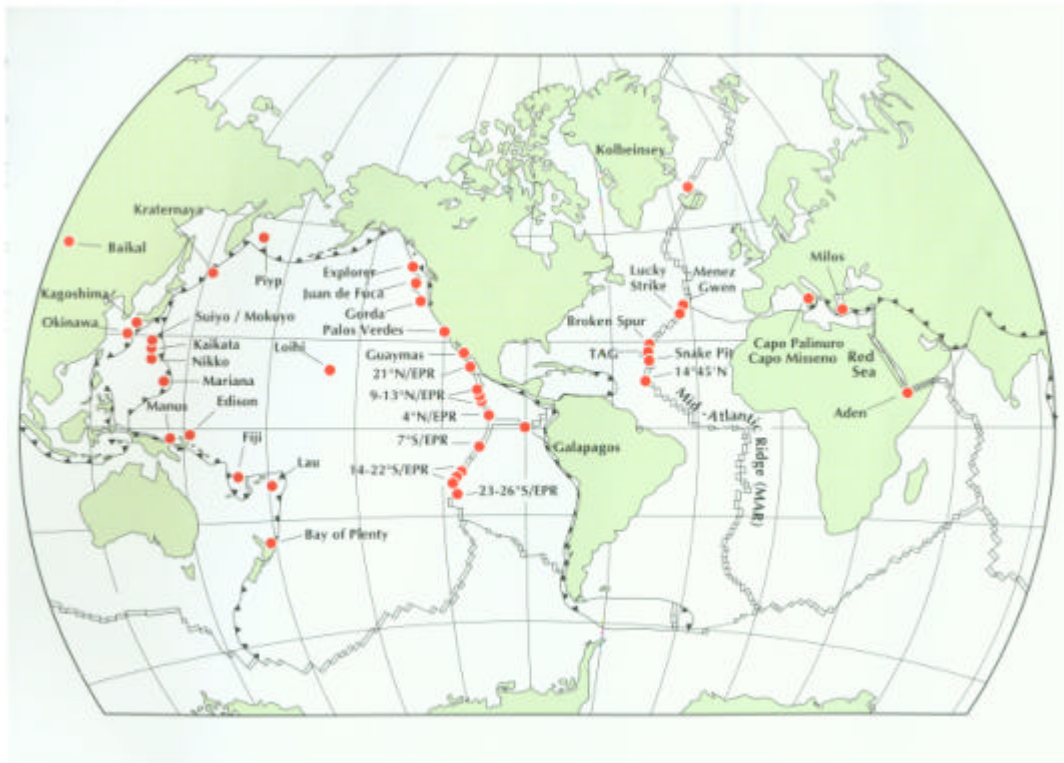 Kolbeinsey
Kraternaya
Baikal
Piyp
Explorer
Juan de Fuca
Gorda
Palos Verdes
Kagoshima
Okinawa
Suiyo / Mokuyo
Kaikata
Nikko
Mariana
Loihi
Guaymas
21°N/EPR
9-13°N/EPR
4°N/EPR
7°S/EPR
14-22°S/EPR
23-26°S/EPR
Galapagos
Manus
Edison
Fiji
Lau
Bay of Plenty
Lucky
Strike
Menez
Gwen
Broken Spur
TAG
Snake Pit
14°45'N
Mid-Atlantic Ridge (MAR)
Milos
Capo Palinuro
Capo Misseno
Red
Sea
Aden